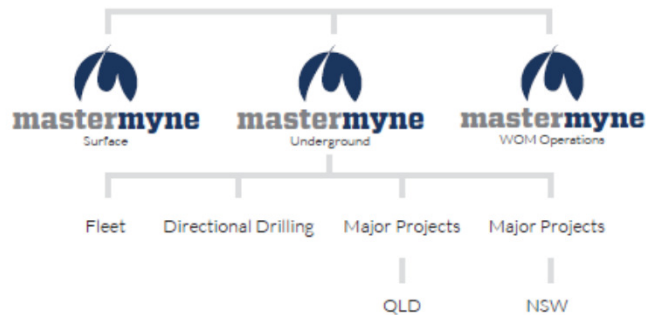 mastermyne mastermyne mastermyne
Surface Underground WOM Operations
Fleet Directional Drilling Major Projects Major Projects
QLD NSW